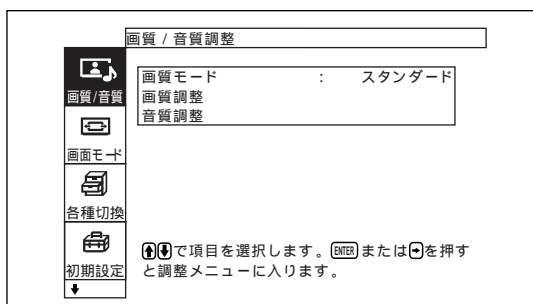 画質 / 音質調整
画質/音質
画面モード
各種切換
初期設定
画質モード : スタンダード
画質調整
音質調整
で項目を選択します。ENTERまたは を押す
と調整メニューに入ります。